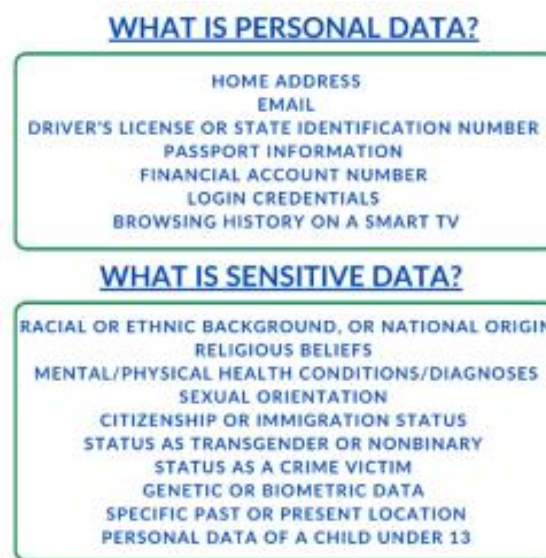 WHAT IS PERSONAL DATA?
HOME ADDRESS
EMAIL
DRIVER'S LICENSE OR STATE IDENTIFICATION NUMBER
PASSPORT INFORMATION
FINANCIAL ACCOUNT NUMBER
LOGIN CREDENTIALS
BROWSING HISTORY ON A SMART TV
WHAT IS SENSITIVE DATA?
RACIAL OR ETHNIC BACKGROUND, OR NATIONAL ORIGIN
RELIGIOUS BELIEFS
MENTAL/PHYSICAL HEALTH CONDITIONS/DIAGNOSES
SEXUAL ORIENTATION
CITIZENSHIP OR IMMIGRATION STATUS
STATUS AS TRANSGENDER OR NONBINARY
STATUS AS A CRIME VICTIM
GENETIC OR BIOMETRIC DATA
SPECIFIC PAST OR PRESENT LOCATION
PERSONAL DATA OF A CHILD UNDER 13